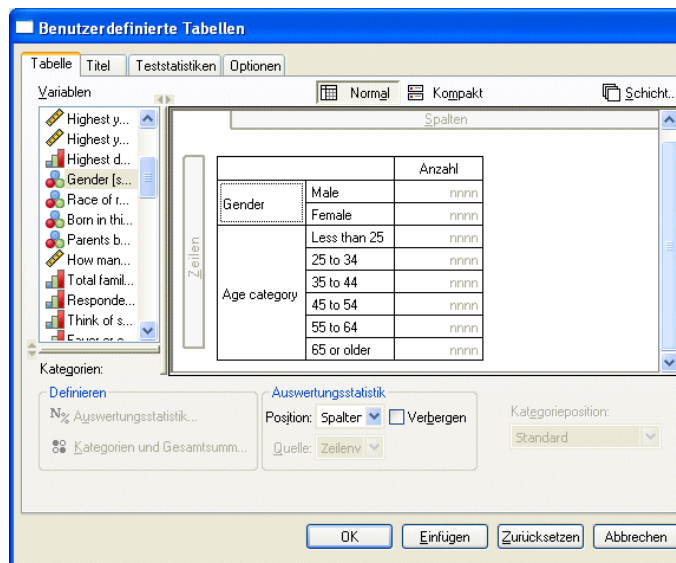 Benutzerdefinierte Tabellen
Tabelle Titel Teststatistiken Optionen
Variablen
Normal Kompakt Schicht...
Highest y...
Highest y...
Highest d...
Gender [s...
Race of r...
Born in thi...
Parents b...
How man...
Total famil...
Responde...
Think of s...
Spalten
Zeilen
Anzahl
Gender Male nnnn
Female nnnn
Age category Less than 25 nnnn
25 to 34 nnnn
35 to 44 nnnn
45 to 54 nnnn
55 to 64 nnnn
65 or older nnnn
Kategorien:
Definieren
N% Auswertungsstatistik...
Kategorien und Gesamtsumm...
Auswertungsstatistik
Position: Spalter Verbergen
Quelle: Zeilenv
Kategorieposition:
Standard
OK Einfügen Zurücksetzen Abbrechen